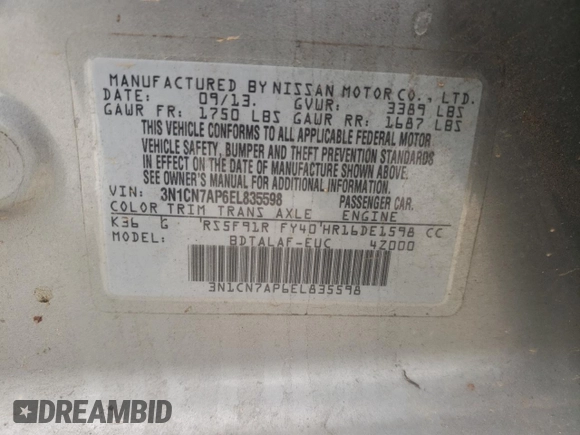 MANUFACTURED BY NISSAN MOTOR CO., LTD.
DATE: 09/13. GVWR: 3389 LBS
GAWR FR: 1750 LBS GAWR RR: 1687 LBS
THIS VEHICLE CONFORMS TO ALL APPLICABLE FEDERAL MOTOR
VEHICLE SAFETY, BUMPER AND THEFT PREVENTION STANDARDS
IN EFFECT ON THE DATE OF MANUFACTURE SHOWN ABOVE.
SEE OWNER'S MANUAL FOR ADDITIONAL INFORMATION.
VIN: 3N1CN7AP6EL835598 PASSENGER CAR.
COLOR TRIM TRANS AXLE ENGINE
K36 G RS5F91R FY40 HR16DE1598 CC
MODEL: BDTALAF-EUC 4Z000
3N1CN7AP6EL835598
DREAMBID